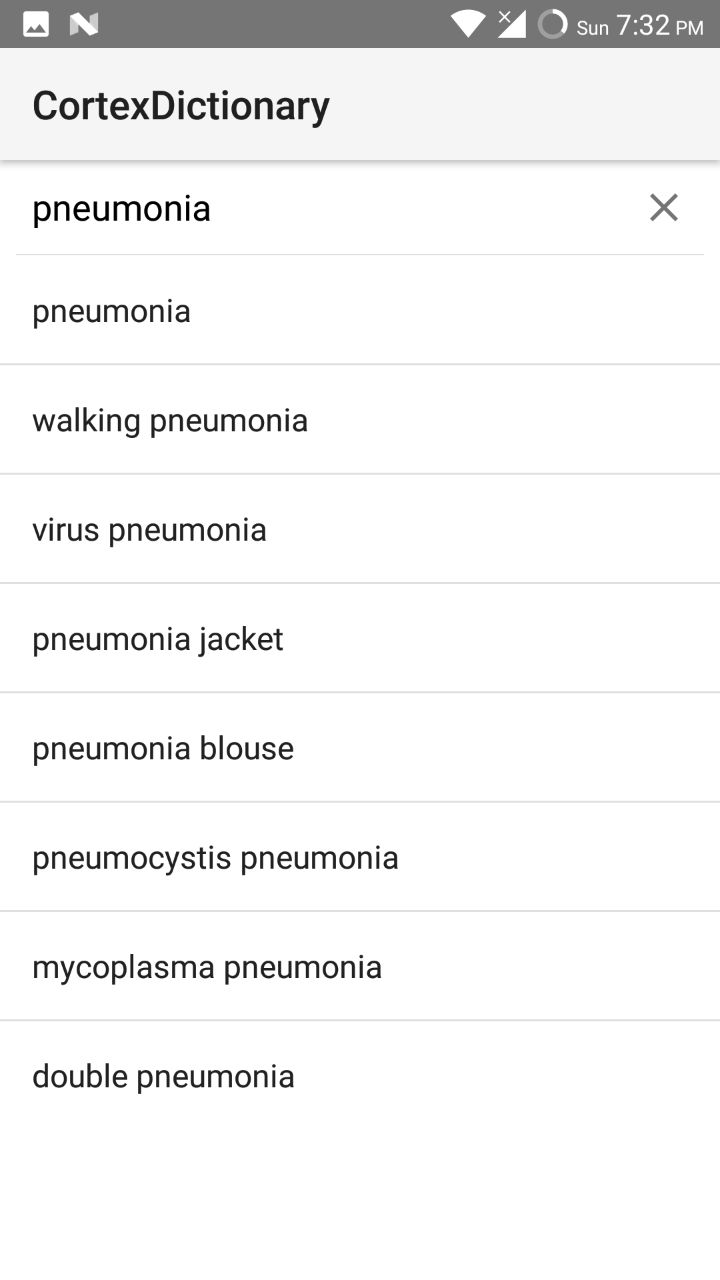 Sun 7:32 PM
CortexDictionary
pneumonia
pneumonia
walking pneumonia
virus pneumonia
pneumonia jacket
pneumonia blouse
pneumocystis pneumonia
mycoplasma pneumonia
double pneumonia